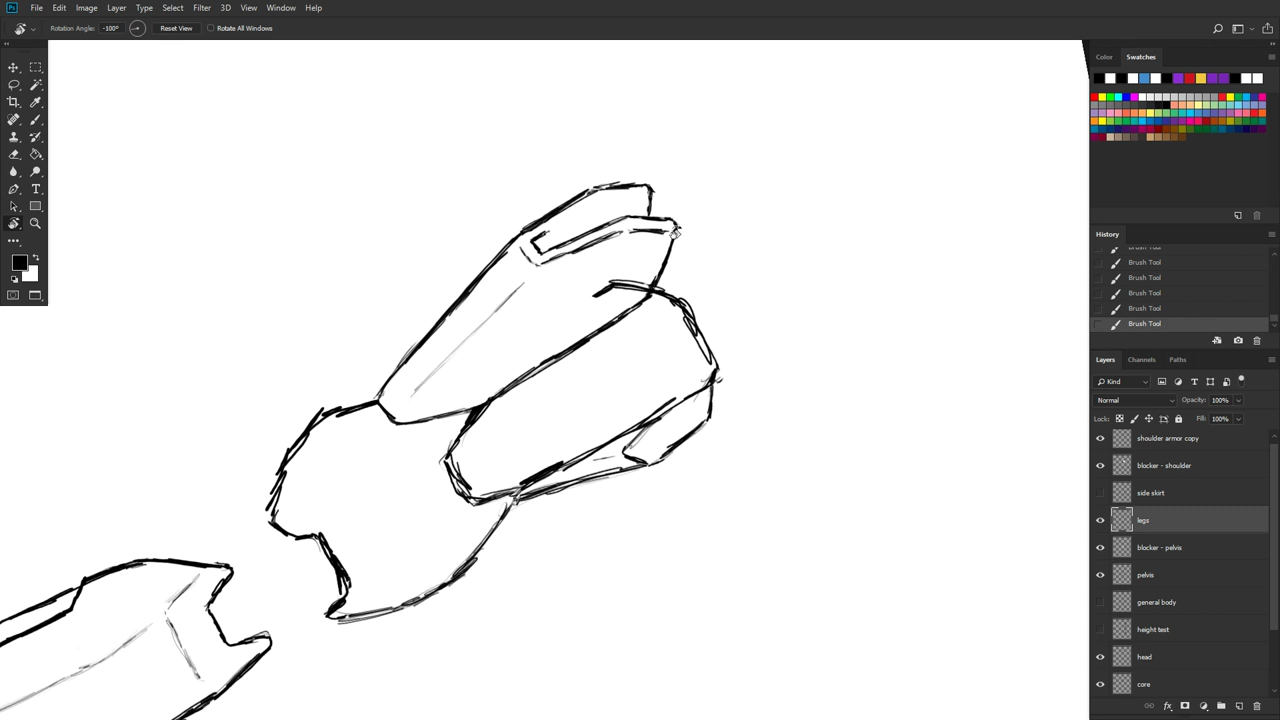 Ps File Edit Image Layer Type Select Filter 3D View Window Help
Rotation Angle: -100° Reset View Rotate All Windows
Color Swatches
History
Brush Tool
Brush Tool
Brush Tool
Brush Tool
Brush Tool
Layers Channels Paths
Kind
Normal Opacity: 100%
Lock: Fill: 100%
shoulder armor copy
blocker - shoulder
side skirt
legs
blocker - pelvis
pelvis
general body
height test
head
core